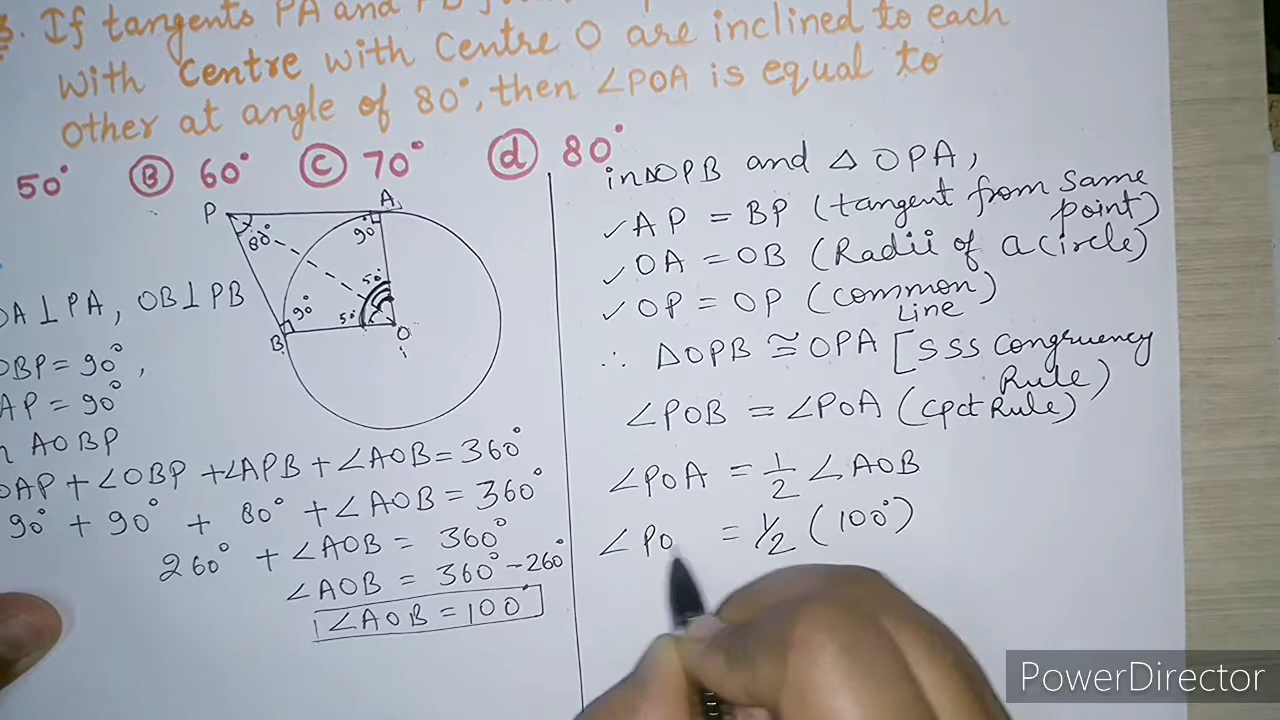 3. If tangents PA and PB
With Centre with Centre O are inclined to each
Other at angle of 80°, then ∠POA is equal to
50° (B) 60° (C) 70° (d) 80°
P A
80° 90°
50°
90° 50°
B O
OA ⊥ PA, OB ⊥ PB
OBP = 90°,
AP = 90°
AOBP
OAP + ∠OBP + ∠APB + ∠AOB = 360°
90° + 90° + 80° + ∠AOB = 360°
260° + ∠AOB = 360°
∠AOB = 360° - 260°
∠AOB = 100°
in ΔOPB and Δ OPA,
✓ AP = BP (tangent from Same
point)
✓ OA = OB (Radii of a Circle)
✓ OP = OP (Common)
Line
∴ ΔOPB ≅ OPA [SSS Congruency
Rule)
∠POB = ∠POA (Cpct Rule)
∠POA = 1/2 ∠AOB
∠PO = 1/2 (100°)
PowerDirector